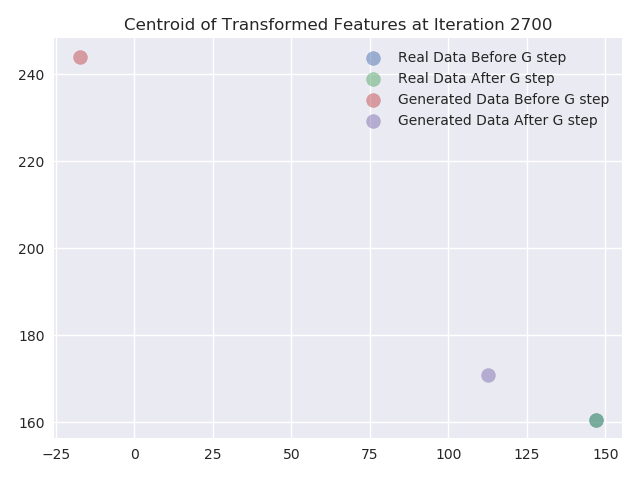 Centroid of Transformed Features at Iteration 2700
Real Data Before G step
Real Data After G step
Generated Data Before G step
Generated Data After G step
240
220
200
180
160
−25 0 25 50 75 100 125 150